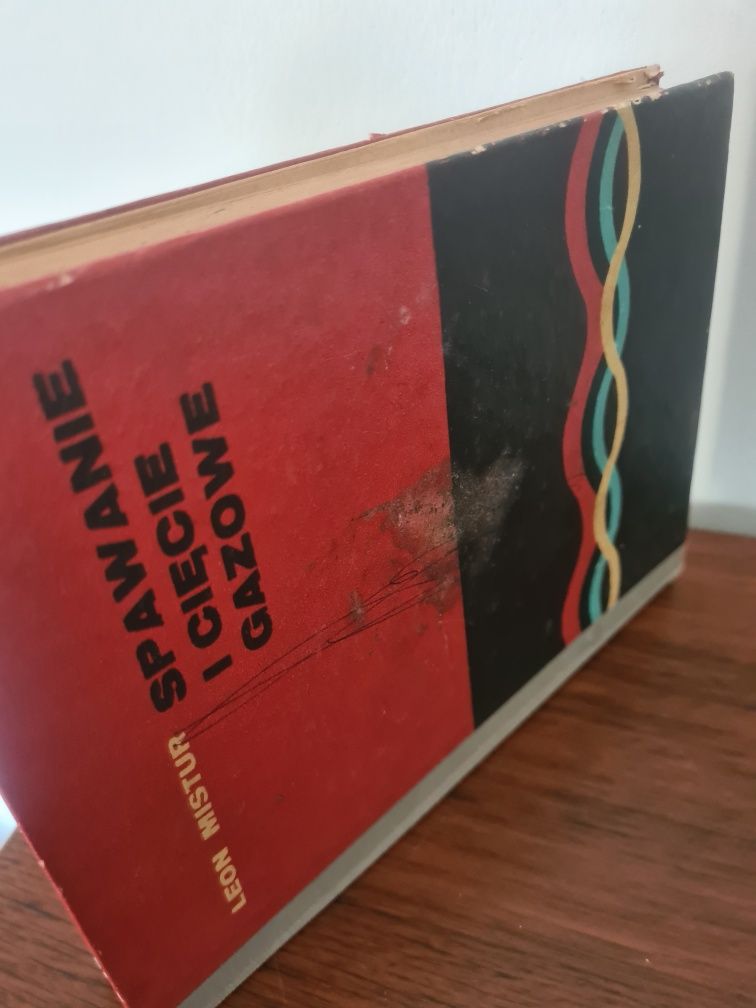 LEON MISTUR
SPAWANIE
I CIĘCIE
GAZOWE